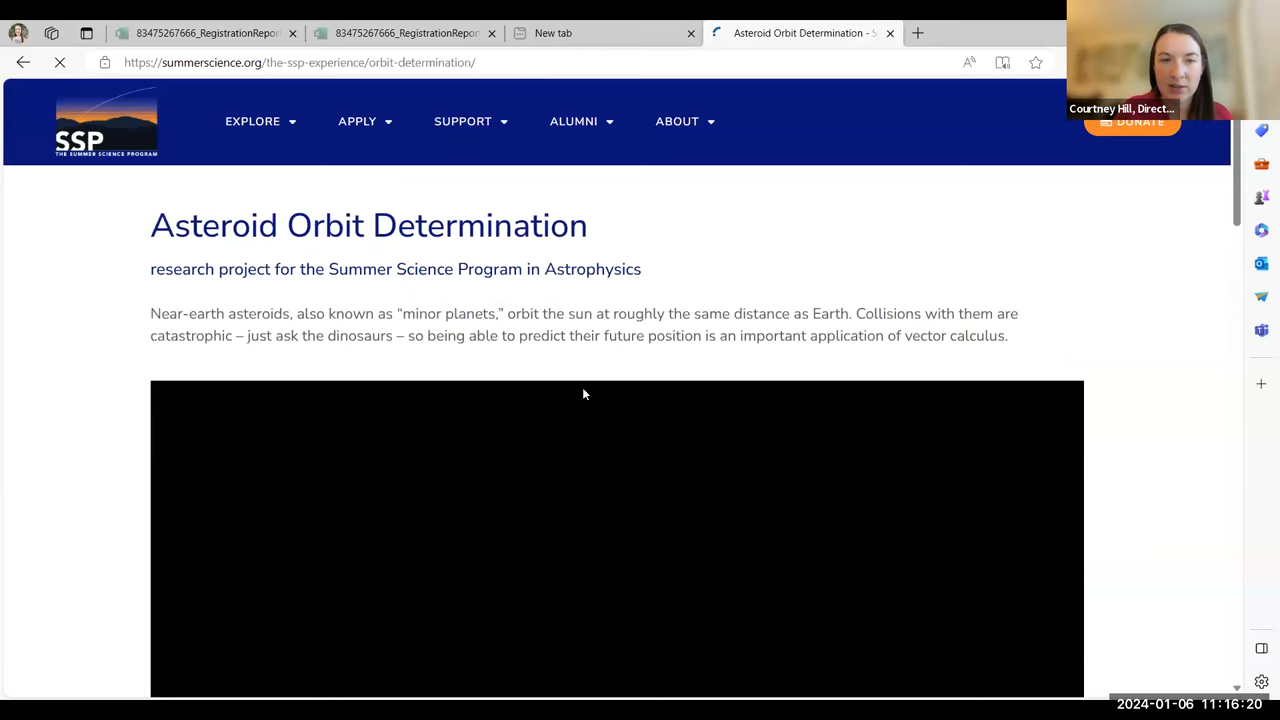 83475267666_RegistrationRepor
83475267666_RegistrationRepor
New tab
Asteroid Orbit Determination - S
https://summerscience.org/the-ssp-experience/orbit-determination/
Courtney Hill, Direct...
SSP
THE SUMMER SCIENCE PROGRAM
EXPLORE
APPLY
SUPPORT
ALUMNI
ABOUT
DONATE
Asteroid Orbit Determination
research project for the Summer Science Program in Astrophysics
Near-earth asteroids, also known as “minor planets,” orbit the sun at roughly the same distance as Earth. Collisions with them are
catastrophic – just ask the dinosaurs – so being able to predict their future position is an important application of vector calculus.
2024-01-06 11:16:20